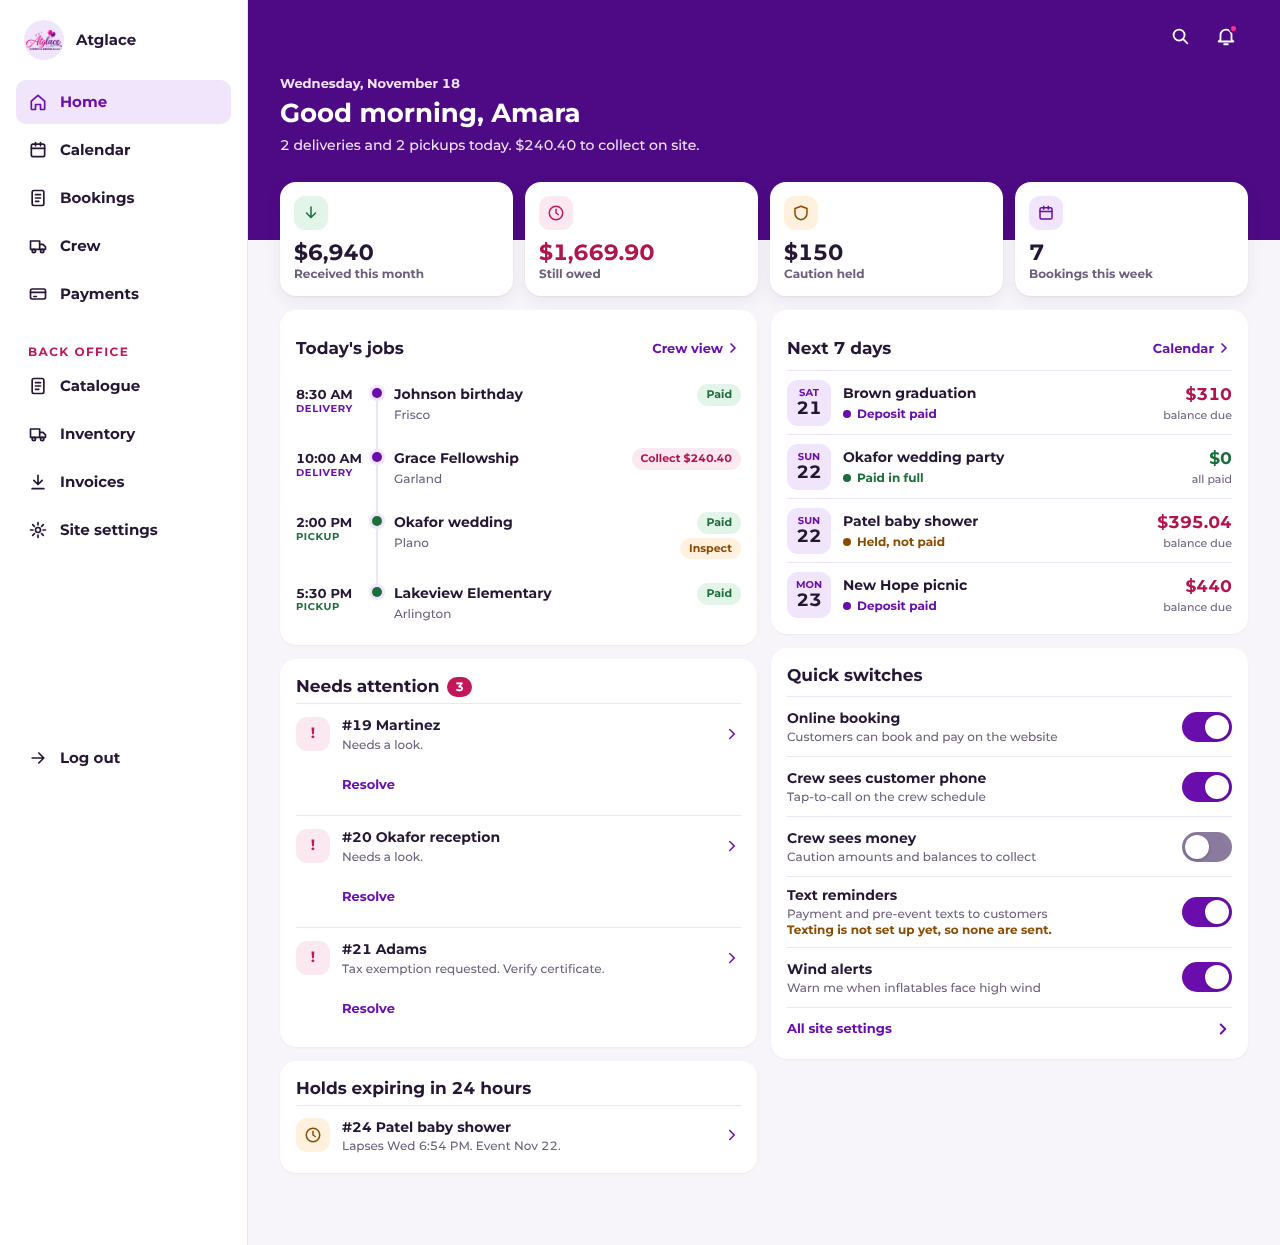 Atglace
Atglace
Home
Calendar
Bookings
Crew
Payments
BACK OFFICE
Catalogue
Inventory
Invoices
Site settings
Log out
Wednesday, November 18
Good morning, Amara
2 deliveries and 2 pickups today. $240.40 to collect on site.
$6,940
Received this month
$1,669.90
Still owed
$150
Caution held
7
Bookings this week
Today's jobs
Crew view
8:30 AM
DELIVERY
Johnson birthday
Frisco
Paid
10:00 AM
DELIVERY
Grace Fellowship
Garland
Collect $240.40
2:00 PM
PICKUP
Okafor wedding
Plano
Paid
Inspect
5:30 PM
PICKUP
Lakeview Elementary
Arlington
Paid
Needs attention 3
! #19 Martinez
Needs a look.
Resolve
! #20 Okafor reception
Needs a look.
Resolve
! #21 Adams
Tax exemption requested. Verify certificate.
Resolve
Holds expiring in 24 hours
#24 Patel baby shower
Lapses Wed 6:54 PM. Event Nov 22.
Next 7 days
Calendar
SAT
21
Brown graduation
Deposit paid
$310
balance due
SUN
22
Okafor wedding party
Paid in full
$0
all paid
SUN
22
Patel baby shower
Held, not paid
$395.04
balance due
MON
23
New Hope picnic
Deposit paid
$440
balance due
Quick switches
Online booking
Customers can book and pay on the website
Crew sees customer phone
Tap-to-call on the crew schedule
Crew sees money
Caution amounts and balances to collect
Text reminders
Payment and pre-event texts to customers
Texting is not set up yet, so none are sent.
Wind alerts
Warn me when inflatables face high wind
All site settings